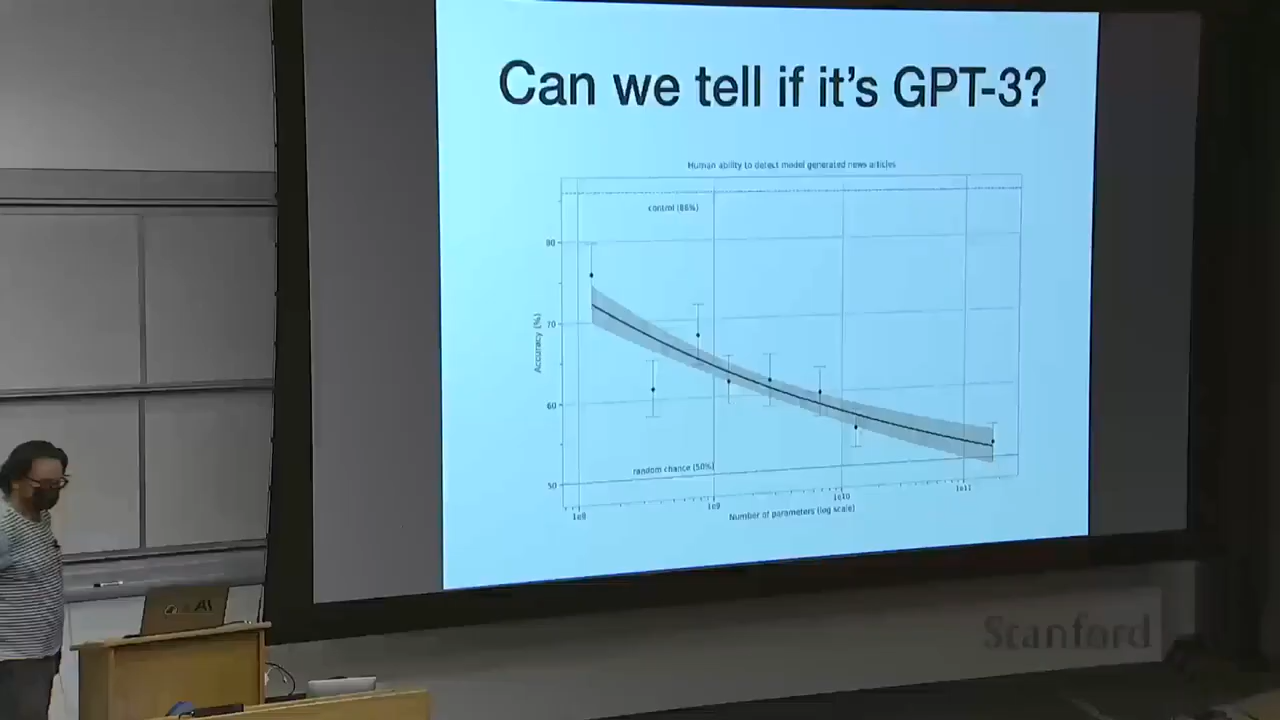 Can we tell if it's GPT-3?
Human ability to detect model generated news articles
control (86%)
80
70
60
50
Accuracy (%)
random chance (50%)
1e8
1e9
1e10
1e11
Number of parameters (log scale)
AI
Stanford